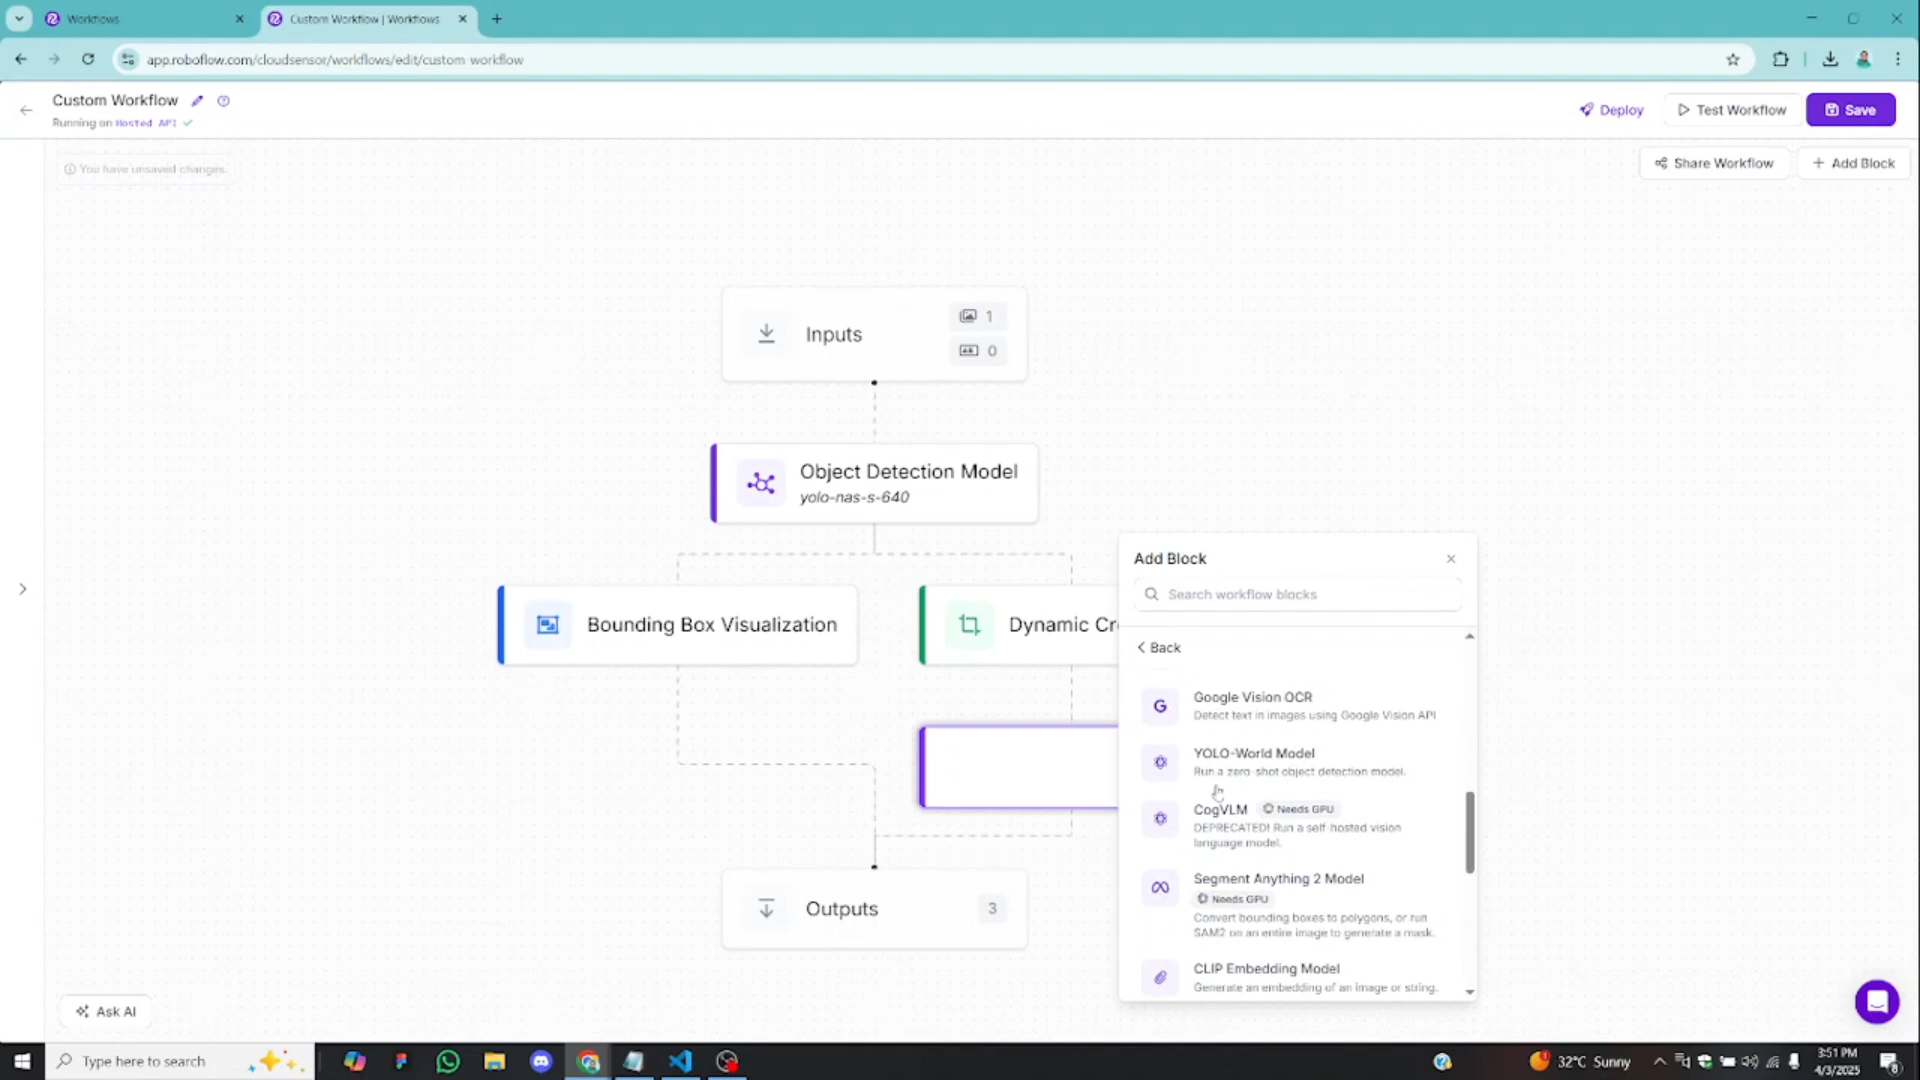 Workflows
Custom Workflow | Workflows
app.roboflow.com/cloudsensor/workflows/edit/custom-workflow
Custom Workflow
Running on Hosted API
Deploy
Test Workflow
Save
You have unsaved changes.
Share Workflow
Add Block
Inputs
1
0
Object Detection Model
yolo-nas-s-640
Bounding Box Visualization
Dynamic Cr
Outputs
3
Add Block
Search workflow blocks
Back
Google Vision OCR
Detect text in images using Google Vision API
YOLO-World Model
Run a zero-shot object detection model.
CogVLM Needs GPU
DEPRECATED! Run a self-hosted vision
language model.
Segment Anything 2 Model
Needs GPU
Convert bounding boxes to polygons, or run
SAM2 on an entire image to generate a mask.
CLIP Embedding Model
Generate an embedding of an image or string.
Ask AI
Type here to search
32°C Sunny
3:51 PM
4/3/2025
8